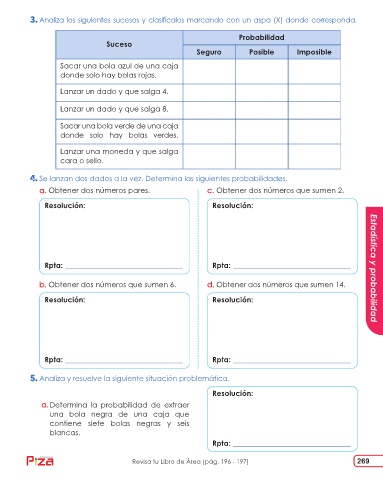 3. Analiza los siguientes sucesos y clasifícalos marcando con un aspa (X) donde corresponda.
Suceso
Probabilidad
Seguro Posible Imposible
Sacar una bola azul de una caja
donde solo hay bolas rojas.
Lanzar un dado y que salga 4.
Lanzar un dado y que salga 8.
Sacar una bola verde de una caja
donde solo hay bolas verdes.
Lanzar una moneda y que salga
cara o sello.
4. Se lanzan dos dados a la vez. Determina las siguientes probabilidades.
a. Obtener dos números pares.
Resolución:
Rpta:
c. Obtener dos números que sumen 2.
Resolución:
Rpta:
b. Obtener dos números que sumen 6.
Resolución:
Rpta:
d. Obtener dos números que sumen 14.
Resolución:
Rpta:
5. Analiza y resuelve la siguiente situación problemática.
a. Determina la probabilidad de extraer
una bola negra de una caja que
contiene siete bolas negras y seis
blancas.
Resolución:
Rpta:
Estadística y probabilidad
Pizza
Revisa tu Libro de Área (pág. 196 - 197)
269